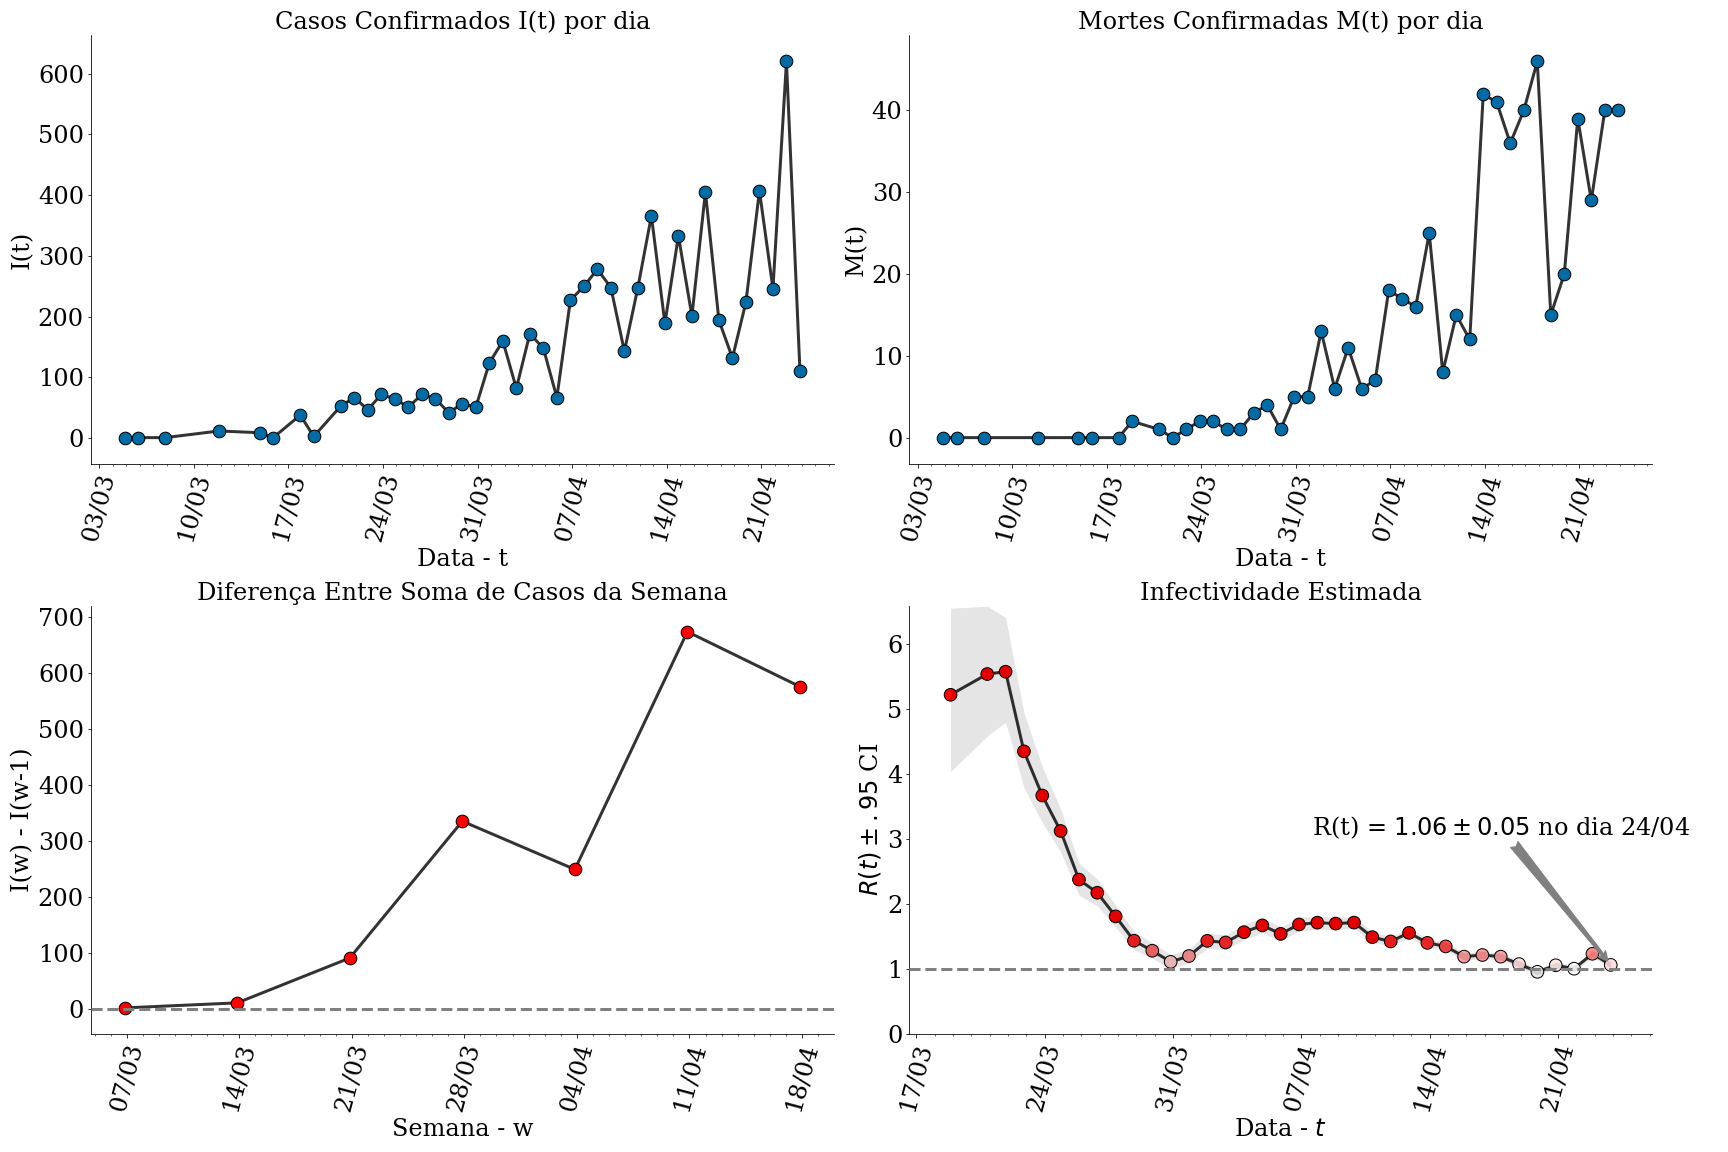 Casos Confirmados I(t) por dia
I(t)
600
500
400
300
200
100
0
03/03 10/03 17/03 24/03 31/03 07/04 14/04 21/04
Data - t
Mortes Confirmadas M(t) por dia
M(t)
40
30
20
10
0
03/03 10/03 17/03 24/03 31/03 07/04 14/04 21/04
Data - t
Diferença Entre Soma de Casos da Semana
I(w) - I(w-1)
700
600
500
400
300
200
100
0
07/03 14/03 21/03 28/03 04/04 11/04 18/04
Semana - w
Infectividade Estimada
R(t) ± .95 CI
6
5
4
3
2
1
0
R(t) = 1.06 ± 0.05 no dia 24/04
17/03 24/03 31/03 07/04 14/04 21/04
Data - t